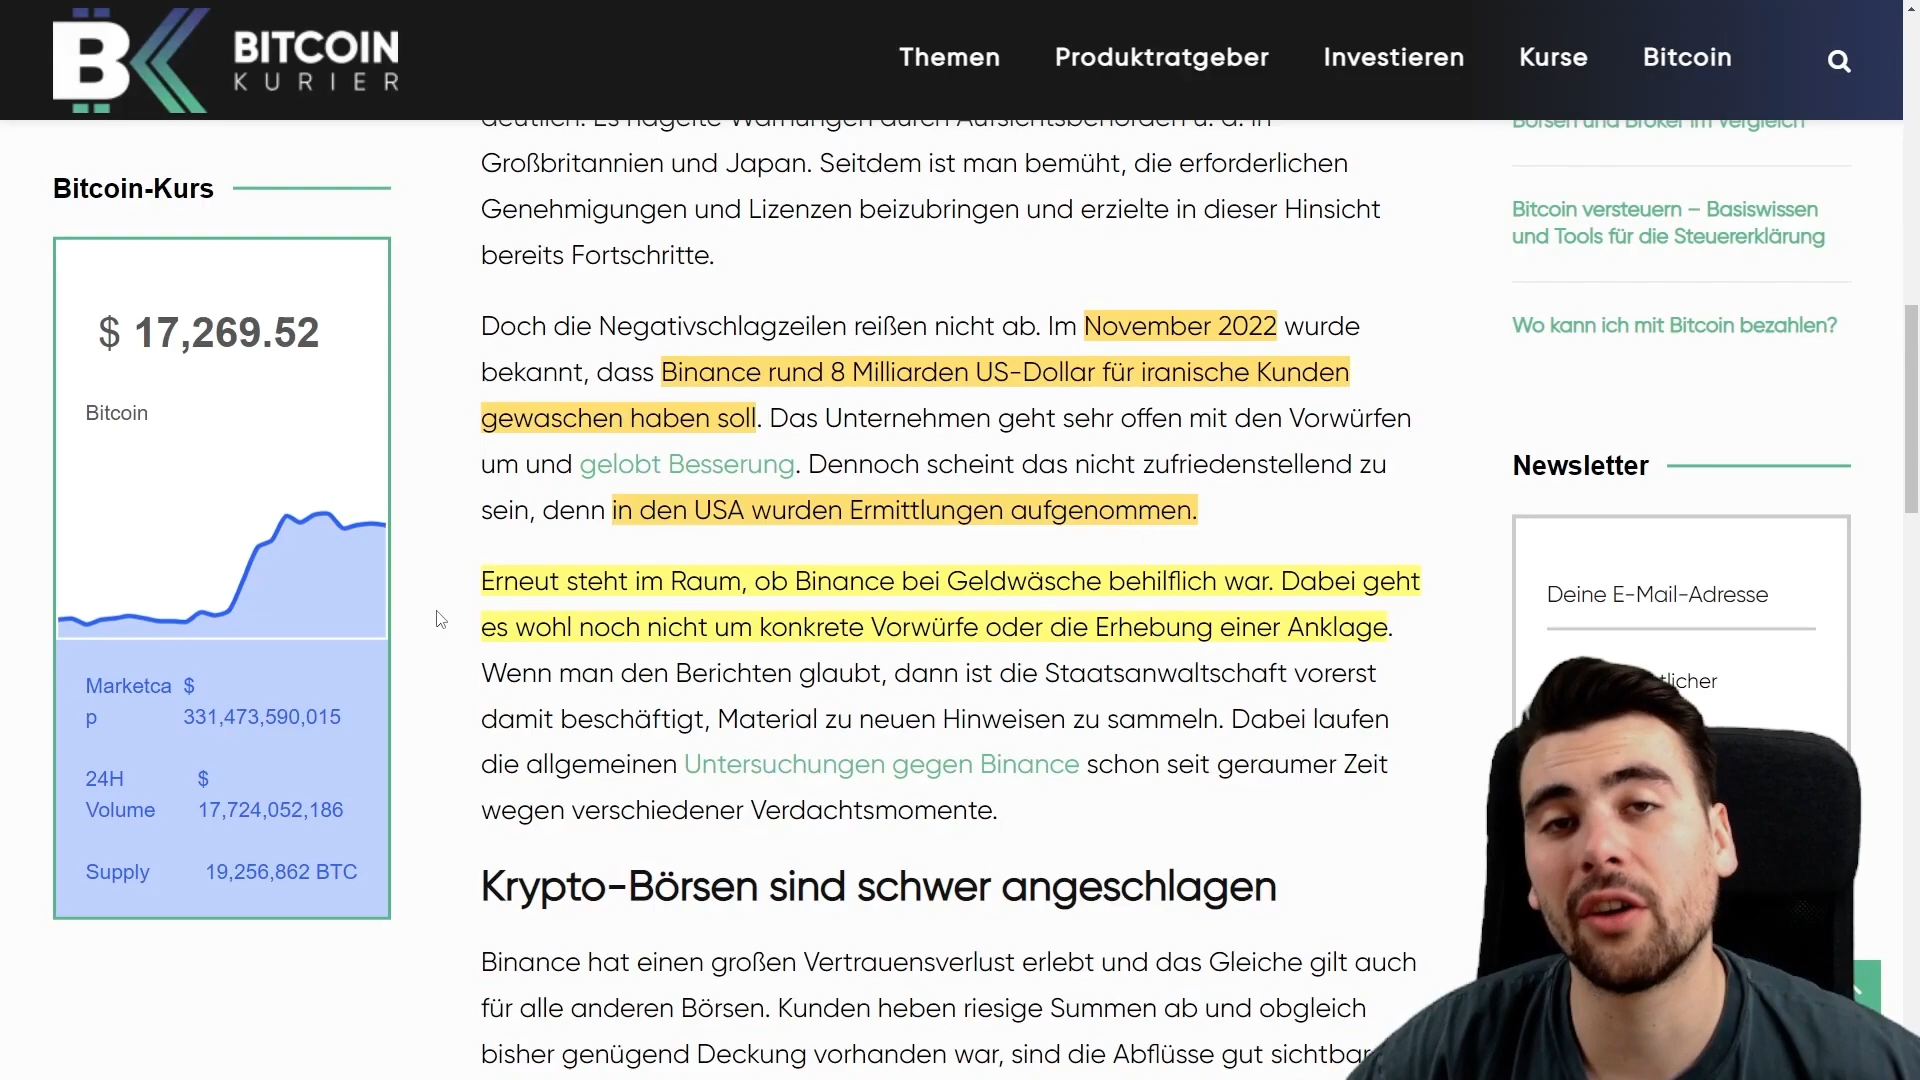 BITCOIN
KURIER
Themen
Produktratgeber
Investieren
Kurse
Bitcoin
Bitcoin-Kurs
$ 17,269.52
Bitcoin
Marketca
p
$
331,473,590,015
24H
Volume
$
17,724,052,186
Supply
19,256,862 BTC
deutlich. Es hagelte Warnungen durch Aufsichtsbehörden u. a. in
Großbritannien und Japan. Seitdem ist man bemüht, die erforderlichen
Genehmigungen und Lizenzen beizubringen und erzielte in dieser Hinsicht
bereits Fortschritte.
Doch die Negativschlagzeilen reißen nicht ab. Im November 2022 wurde
bekannt, dass Binance rund 8 Milliarden US-Dollar für iranische Kunden
gewaschen haben soll. Das Unternehmen geht sehr offen mit den Vorwürfen
um und gelobt Besserung. Dennoch scheint das nicht zufriedenstellend zu
sein, denn in den USA wurden Ermittlungen aufgenommen.
Erneut steht im Raum, ob Binance bei Geldwäsche behilflich war. Dabei geht
es wohl noch nicht um konkrete Vorwürfe oder die Erhebung einer Anklage.
Wenn man den Berichten glaubt, dann ist die Staatsanwaltschaft vorerst
damit beschäftigt, Material zu neuen Hinweisen zu sammeln. Dabei laufen
die allgemeinen Untersuchungen gegen Binance schon seit geraumer Zeit
wegen verschiedener Verdachtsmomente.
Krypto-Börsen sind schwer angeschlagen
Binance hat einen großen Vertrauensverlust erlebt und das Gleiche gilt auch
für alle anderen Börsen. Kunden heben riesige Summen ab und obgleich
bisher genügend Deckung vorhanden war, sind die Abflüsse gut sichtbar
Börsen und Broker im Vergleich
Bitcoin versteuern – Basiswissen
und Tools für die Steuererklärung
Wo kann ich mit Bitcoin bezahlen?
Newsletter
Deine E-Mail-Adresse
tlicher